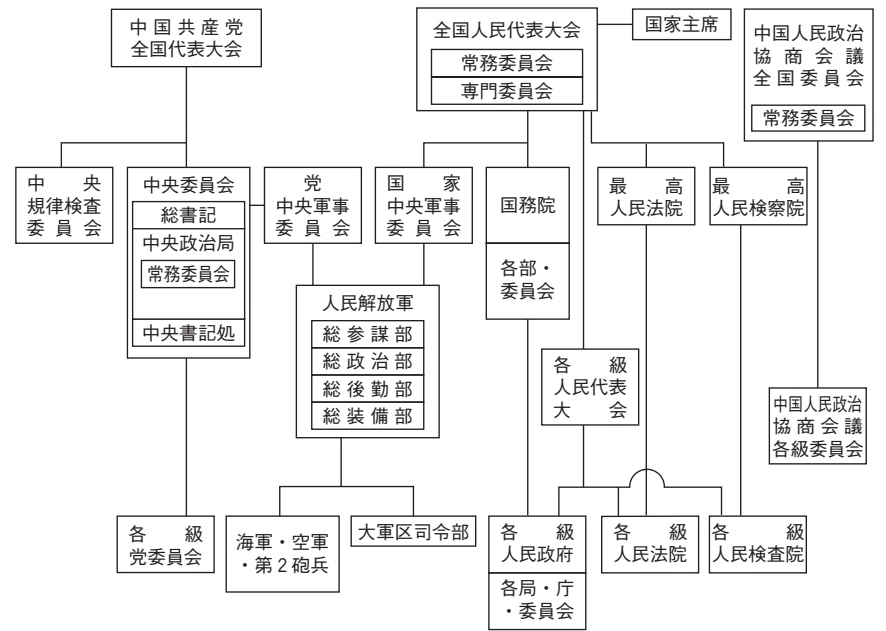 中国共産党
全国代表大会
全国人民代表大会
常務委員会
専門委員会
国家主席
中国人民政治
協商会議
全国委員会
常務委員会
中央
規律検査
委員会
中央委員会
総書記
中央政治局
常務委員会
中央書記処
党
中央軍事
委員会
国家
中央軍事
委員会
国務院
各部・
委員会
最高
人民法院
最高
人民検察院
人民解放軍
総参謀部
総政治部
総後勤部
総装備部
各級
人民代表
大会
中国人民政治
協商会議
各級委員会
各級
党委員会
海軍・空軍
・第2砲兵
大軍区司令部
各級
人民政府
各局・庁
・委員会
各級
人民法院
各級
人民検査院